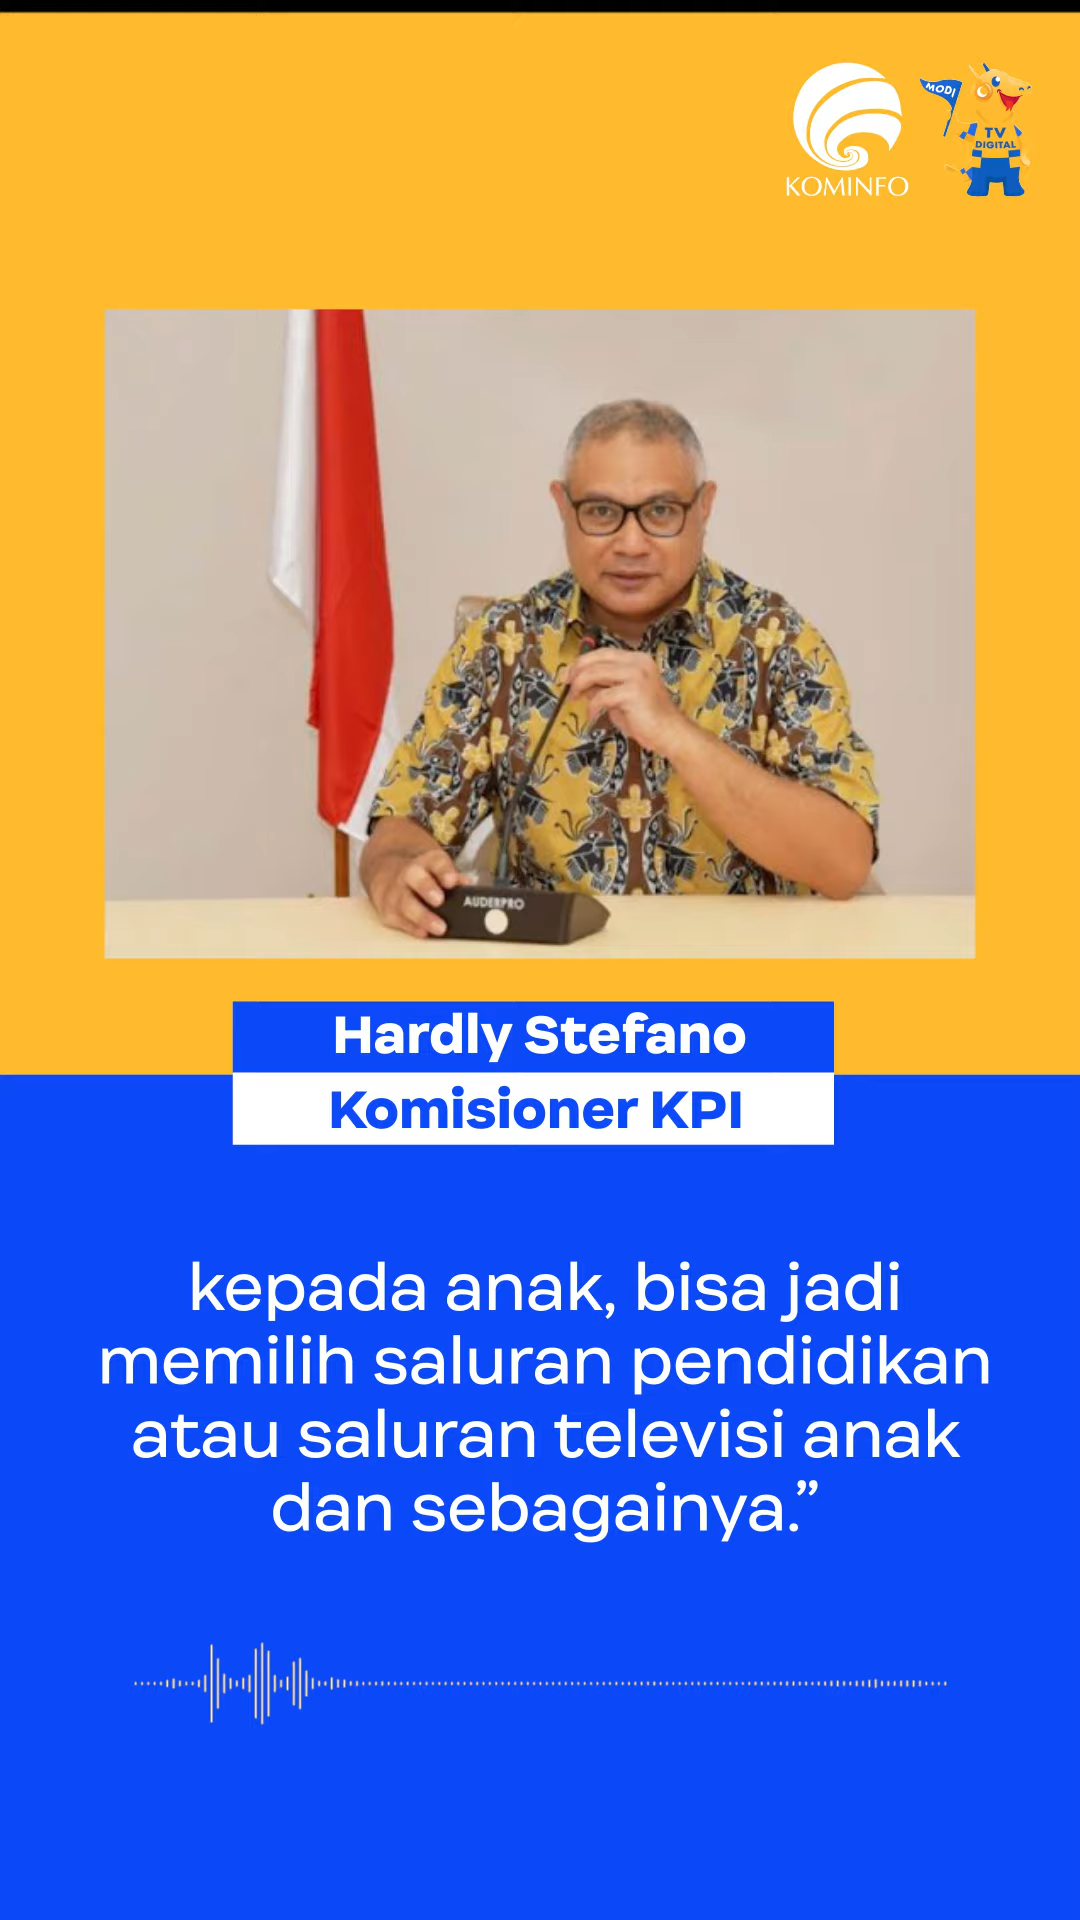 MODI
TV
DIGITAL
KOMINFO
AUDERPRO
Hardly Stefano
Komisioner KPI
kepada anak, bisa jadi
memilih saluran pendidikan
atau saluran televisi anak
dan sebagainya.”